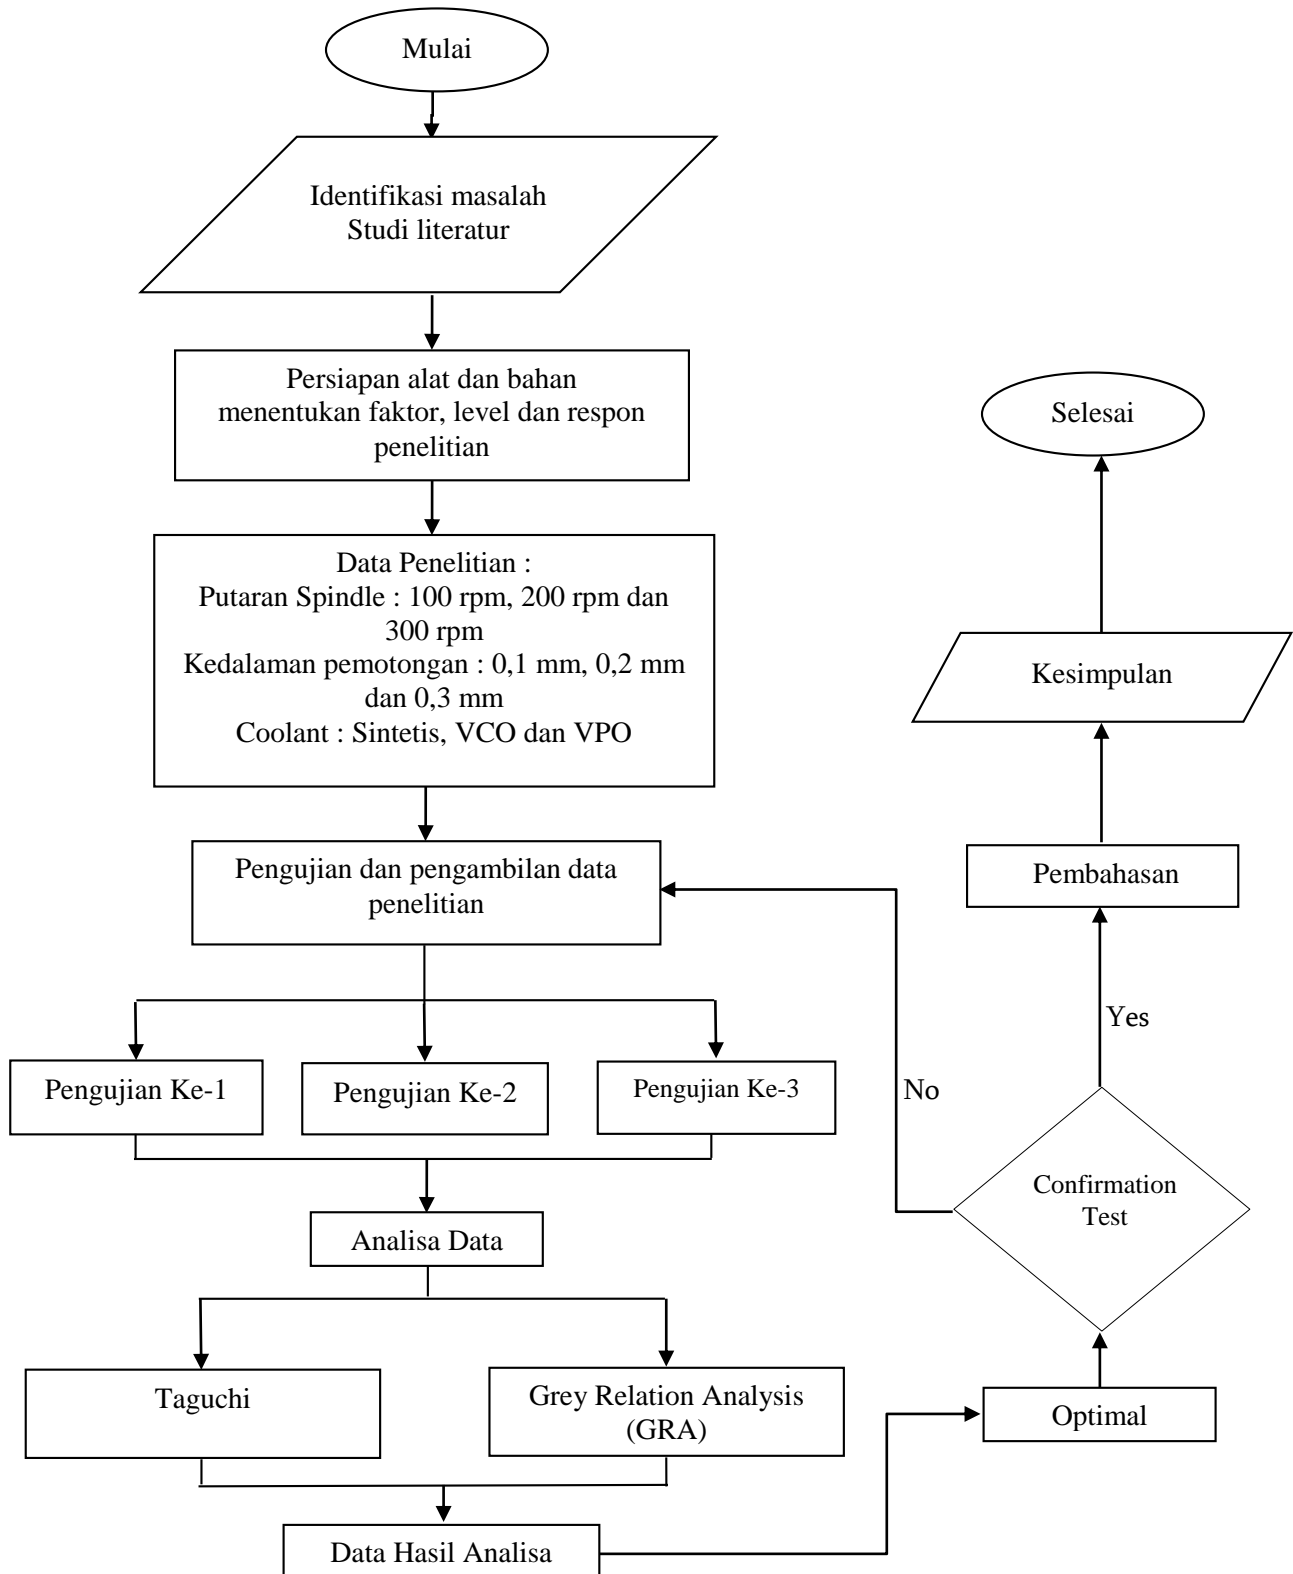 Mulai
Identifikasi masalah
Studi literatur
Persiapan alat dan bahan
menentukan faktor, level dan respon
penelitian
Data Penelitian :
Putaran Spindle : 100 rpm, 200 rpm dan
300 rpm
Kedalaman pemotongan : 0,1 mm, 0,2 mm
dan 0,3 mm
Coolant : Sintetis, VCO dan VPO
Pengujian dan pengambilan data
penelitian
Pengujian Ke-1
Pengujian Ke-2
Pengujian Ke-3
Analisa Data
Taguchi
Grey Relation Analysis
(GRA)
Data Hasil Analisa
Optimal
Confirmation
Test
No
Yes
Pembahasan
Kesimpulan
Selesai